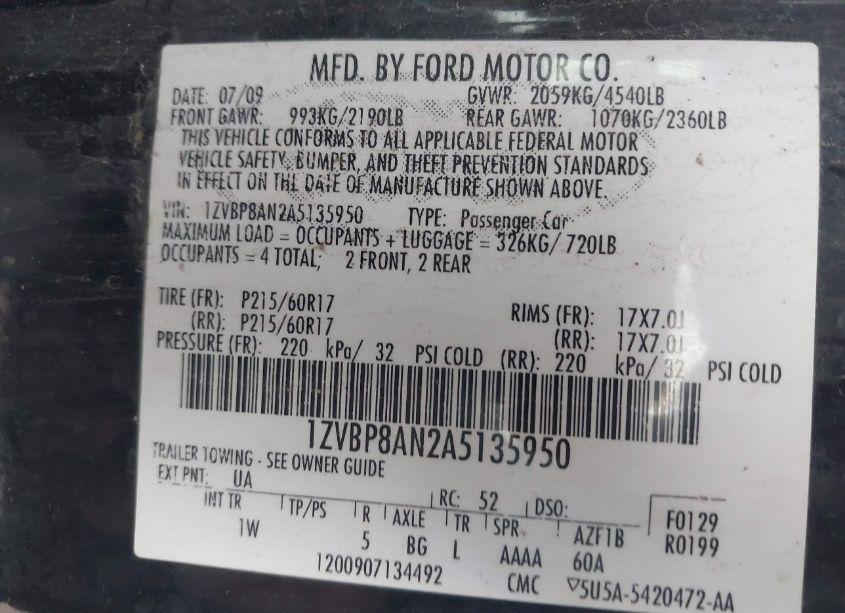 MFD. BY FORD MOTOR CO.
DATE: 07/09 GVWR: 2059KG/4540LB
FRONT GAWR: 993KG/2190LB REAR GAWR: 1070KG/2360LB
THIS VEHICLE CONFORMS TO ALL APPLICABLE FEDERAL MOTOR
VEHICLE SAFETY, BUMPER, AND THEFT PREVENTION STANDARDS
IN EFFECT ON THE DATE OF MANUFACTURE SHOWN ABOVE.
VIN: 1ZVBP8AN2A5135950 TYPE: Passenger Car
MAXIMUM LOAD = OCCUPANTS + LUGGAGE = 326KG/ 720LB
OCCUPANTS = 4 TOTAL; 2 FRONT, 2 REAR
TIRE (FR): P215/60R17 RIMS (FR): 17X7.0J
(RR): P215/60R17 (RR): 17X7.0J
PRESSURE (FR): 220 kPa/ 32 PSI COLD (RR): 220 kPa/ 32 PSI COLD
1ZVBP8AN2A5135950
TRAILER TOWING - SEE OWNER GUIDE
EXT PNT: UA RC: 52 DSO: F0129
INT TR TP/PS R AXLE TR SPR AZF1B R0199
1W 5 BG L AAAA 60A
1200907134492 CMC ▽5U5A-5420472-AA